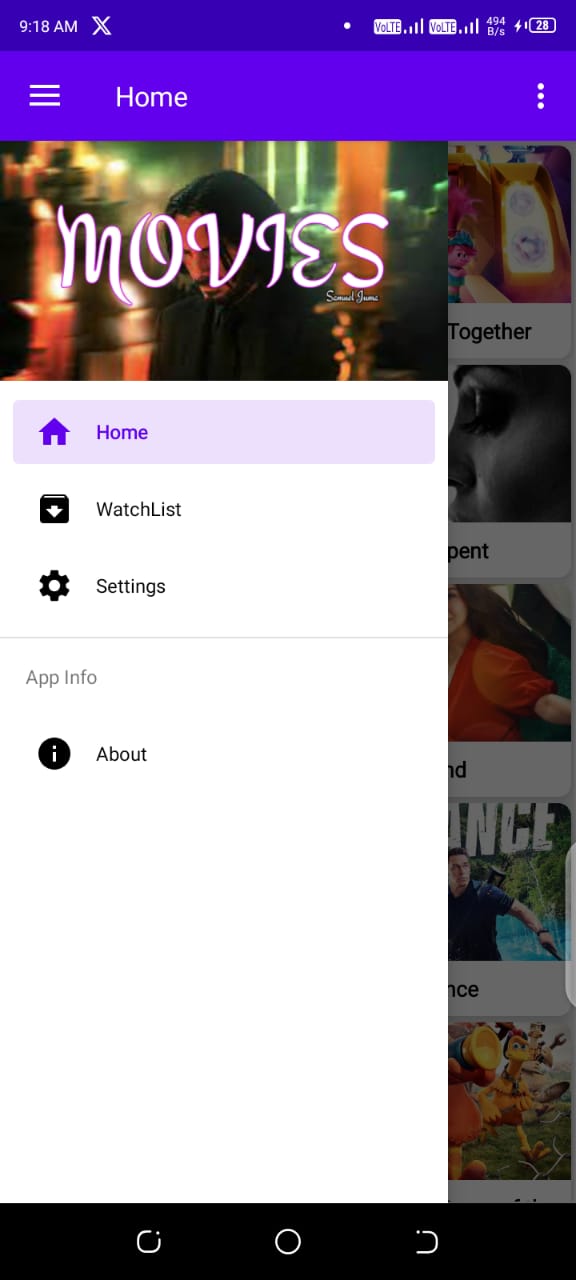 9:18 AM
VoLTE VoLTE 494 B/s 28
Home
MOVIES
Samuel Juma
Together
Home
pent
WatchList
Settings
App Info
nd
About
ANCE
nce